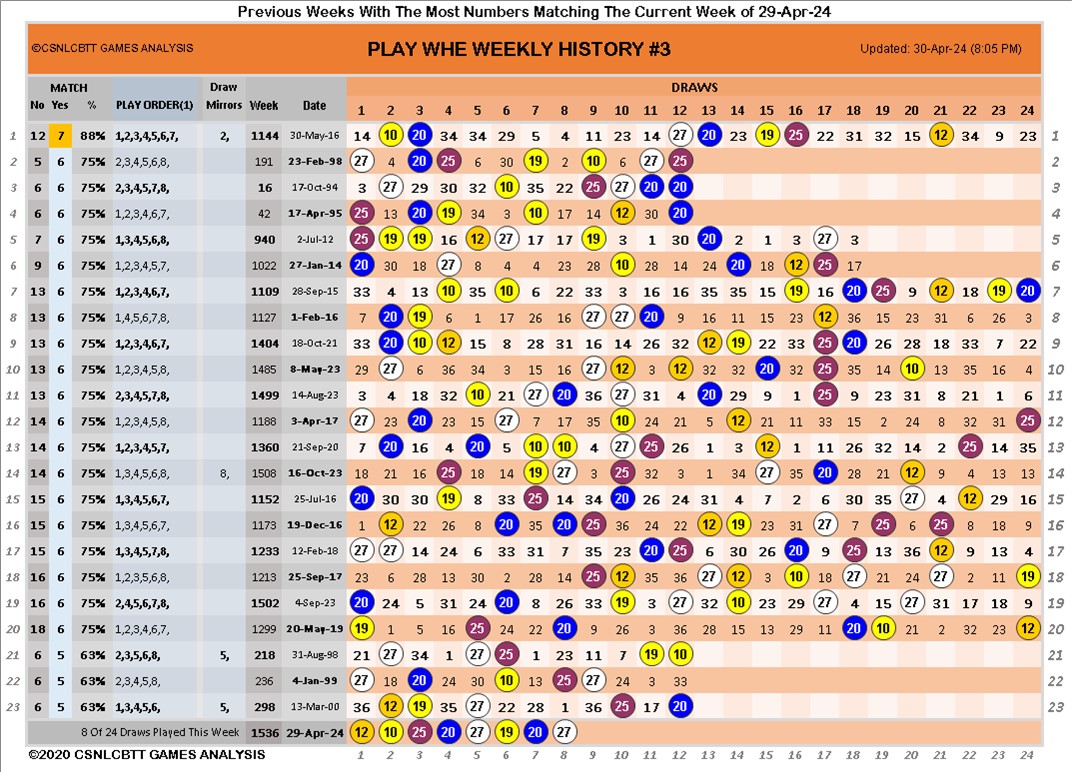 Previous Weeks With The Most Numbers Matching The Current Week of 29-Apr-24
©CSNLCBTT GAMES ANALYSIS PLAY WHE WEEKLY HISTORY #3 Updated: 30-Apr-24 (8:05 PM)
MATCH Draw DRAWS
No Yes % PLAY ORDER(1) Mirrors Week Date 1 2 3 4 5 6 7 8 9 10 11 12 13 14 15 16 17 18 19 20 21 22 23 24
1 12 7 88% 1,2,3,4,5,6,7, 2, 1144 30-May-16 14 10 20 34 34 29 5 4 11 23 14 27 20 23 19 25 22 31 32 15 12 34 9 23 1
2 5 6 75% 2,3,4,5,6,8, 191 23-Feb-98 27 4 20 25 6 30 19 2 10 6 27 25 2
3 6 6 75% 2,3,4,5,7,8, 16 17-Oct-94 3 27 29 30 32 10 35 22 25 27 20 20 3
4 6 6 75% 1,2,3,4,6,7, 42 17-Apr-95 25 13 20 19 34 3 10 17 14 12 30 20 4
5 7 6 75% 1,3,4,5,6,8, 940 2-Jul-12 25 19 19 16 12 27 17 17 19 3 1 30 20 2 1 3 27 3 5
6 9 6 75% 1,2,3,4,5,7, 1022 27-Jan-14 20 30 18 27 8 4 4 23 28 10 28 14 24 20 18 12 25 17 6
7 13 6 75% 1,2,3,4,6,7, 1109 28-Sep-15 33 4 13 10 35 10 6 22 33 3 16 16 35 35 15 19 16 20 25 9 12 18 19 20 7
8 13 6 75% 1,4,5,6,7,8, 1127 1-Feb-16 7 20 19 6 1 17 26 16 27 27 20 9 16 11 15 23 12 36 15 23 31 6 26 3 8
9 13 6 75% 1,2,3,4,6,7, 1404 18-Oct-21 33 20 10 12 15 8 28 31 16 14 26 32 12 19 22 33 25 20 26 28 18 33 7 22 9
10 13 6 75% 1,2,3,4,5,8, 1485 8-May-23 29 27 6 36 34 3 15 16 27 12 3 12 32 32 20 32 25 35 14 10 13 35 16 4 10
11 13 6 75% 2,3,4,5,7,8, 1499 14-Aug-23 3 4 18 32 10 21 27 20 36 27 31 4 20 29 9 1 25 9 23 31 8 21 1 6 11
12 14 6 75% 1,2,3,4,5,8, 1188 3-Apr-17 27 23 20 23 15 27 35 35 5 10 24 21 1 12 21 11 33 15 2 24 8 32 31 25 12
13 14 6 75% 1,2,3,4,5,7, 1360 21-Sep-20 7 20 16 4 20 5 10 10 4 27 25 26 1 3 12 1 11 28 26 32 14 25 14 35 13
14 14 6 75% 1,3,4,5,6,8, 8, 1508 16-Oct-23 18 21 16 25 18 14 19 27 3 25 32 3 1 34 27 35 20 28 21 12 9 4 13 13 14
15 15 6 75% 1,3,4,5,6,7, 1152 25-Jul-16 20 30 30 19 8 33 25 14 34 20 26 24 31 4 7 2 6 30 35 27 4 12 29 16 15
16 15 6 75% 1,3,4,5,6,7, 1173 19-Dec-16 1 12 22 26 8 20 35 20 25 36 24 22 12 19 23 31 27 7 25 6 25 8 18 9 16
17 15 6 75% 1,3,4,5,7,8, 1233 12-Feb-18 27 27 14 24 6 33 31 7 35 23 20 25 6 30 26 20 9 25 13 36 12 9 13 4 17
18 16 6 75% 1,2,3,5,6,8, 1213 25-Sep-17 23 6 28 13 30 2 28 14 25 12 35 36 27 12 3 10 18 27 21 24 27 2 11 19 18
19 16 6 75% 2,4,5,6,7,8, 1502 4-Sep-23 20 24 5 31 24 20 8 26 33 19 3 27 32 10 23 29 27 4 15 27 31 17 18 9 19
20 18 6 75% 1,2,3,4,6,7, 1299 20-May-19 19 1 5 16 25 24 22 20 9 26 3 36 28 15 13 29 11 20 10 21 2 32 23 12 20
21 6 5 63% 2,3,5,6,8, 5, 218 31-Aug-98 21 27 34 1 27 25 1 23 11 7 19 10 21
22 6 5 63% 2,3,4,5,8, 236 4-Jan-99 27 18 20 30 24 10 13 25 27 24 3 33 22
23 6 5 63% 1,3,4,5,6, 5, 298 13-Mar-00 36 12 19 35 27 22 28 1 36 25 17 20 23
8 Of 24 Draws Played This Week 1536 29-Apr-24 12 10 25 20 27 19 20 27
©2020 CSNLCBTT GAMES ANALYSIS 1 2 3 4 5 6 7 8 9 10 11 12 13 14 15 16 17 18 19 20 21 22 23 24